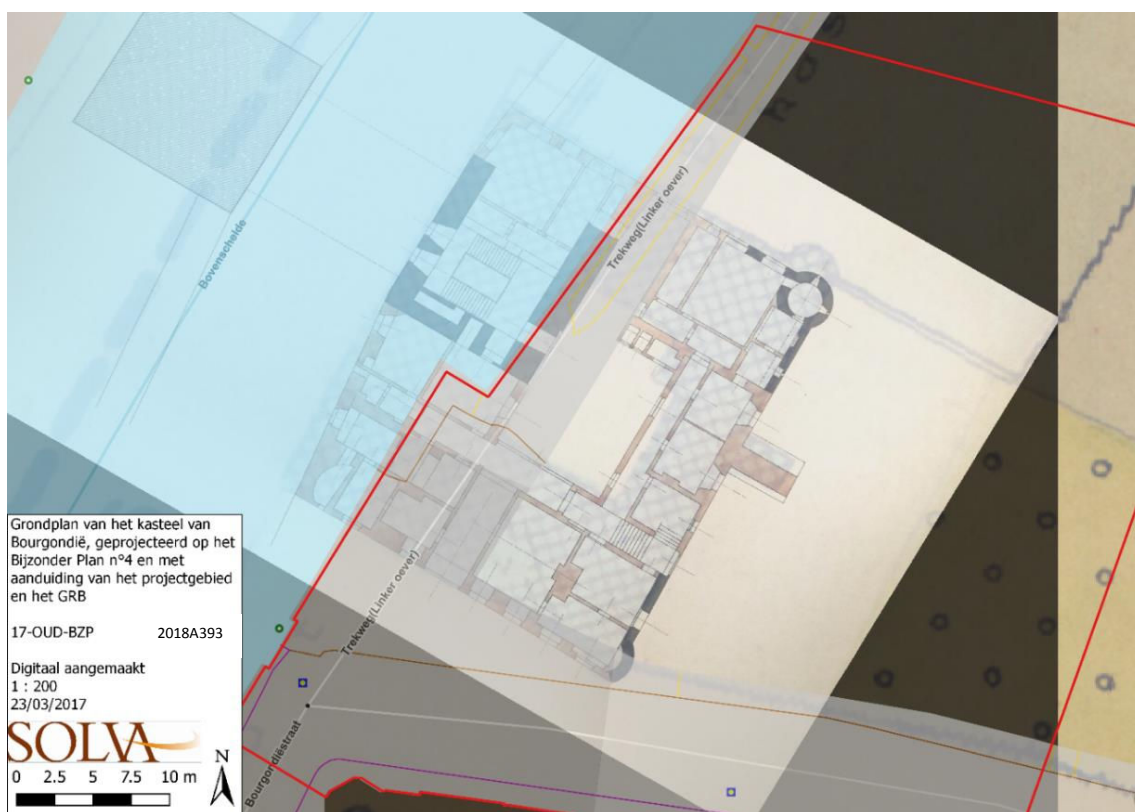 Bovenschelde
Trekweg(Linker oever)
Trekweg(Linker oever)
Bourgondiëstraat
Grondplan van het kasteel van
Bourgondië, geprojecteerd op het
Bijzonder Plan n°4 en met
aanduiding van het projectgebied
en het GRB
17-OUD-BZP 2018A393
Digitaal aangemaakt
1 : 200
23/03/2017
SOLVA
N
0 2.5 5 7.5 10 m